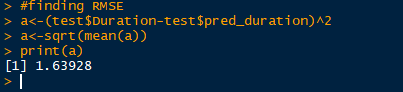 > #finding RMSE
> a<-(test$Duration-test$pred_duration)^2
> a<-sqrt(mean(a))
> print(a)
[1] 1.63928
>